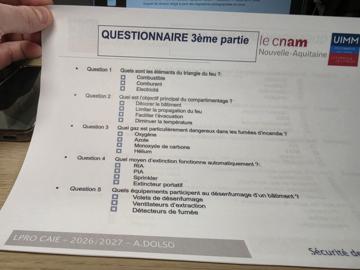 QUESTIONNAIRE 3ème partie
le cnam
Nouvelle-Aquitaine
UIMM
Question 1 Quels sont les éléments du triangle du feu ?:
Combustible
Comburant
Électricité
Question 2 Quel est l'objectif principal du compartimentage ?
Décorer le bâtiment
Limiter la propagation du feu
Faciliter l'évacuation
Diminuer la température
Question 3 Quel gaz est particulièrement dangereux dans les fumées d'incendie ?
Oxygène
Azote
Monoxyde de carbone
Hélium
Question 4 Quel moyen d'extinction fonctionne automatiquement ?:
RIA
PIA
Sprinkler
Extincteur portatif
Question 5 Quels équipements participent au désenfumage d'un bâtiment ?:
Volets de désenfumage
Ventilateurs d'extraction
Détecteurs de fumée
LPRO CAIE – 2026/2027 – A.DOLSO
Sécurité de